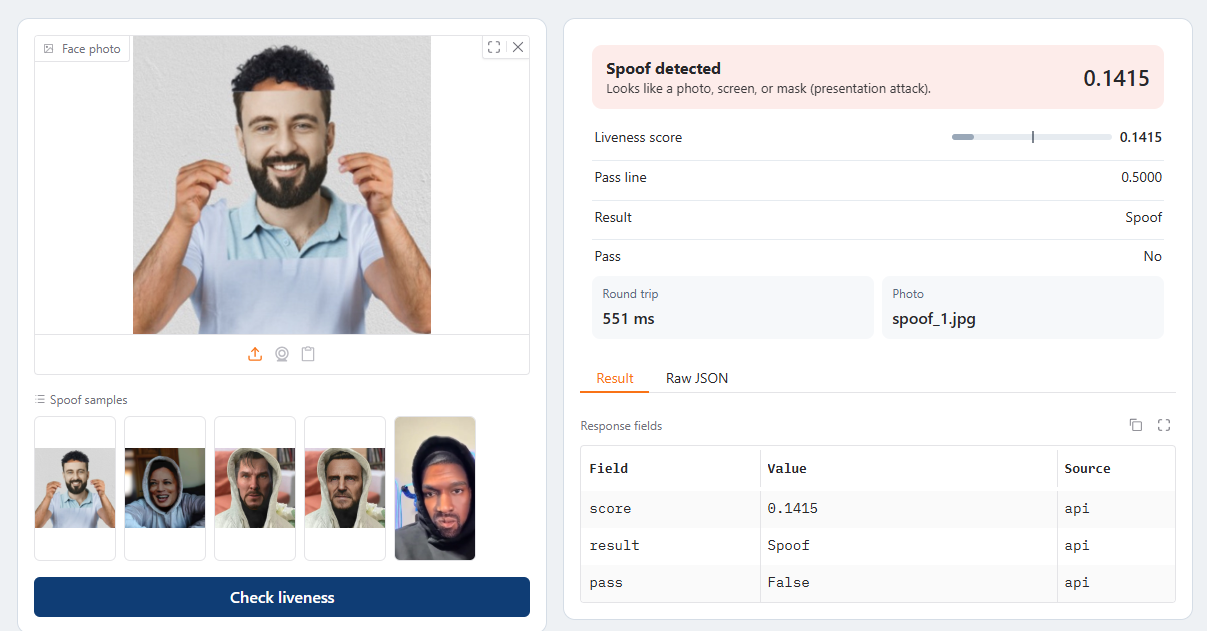 Face photo
Spoof samples
Check liveness
Spoof detected
Looks like a photo, screen, or mask (presentation attack).
0.1415
Liveness score 0.1415
Pass line 0.5000
Result Spoof
Pass No
Round trip
551 ms
Photo
spoof_1.jpg
Result Raw JSON
Response fields
Field Value Source
score 0.1415 api
result Spoof api
pass False api